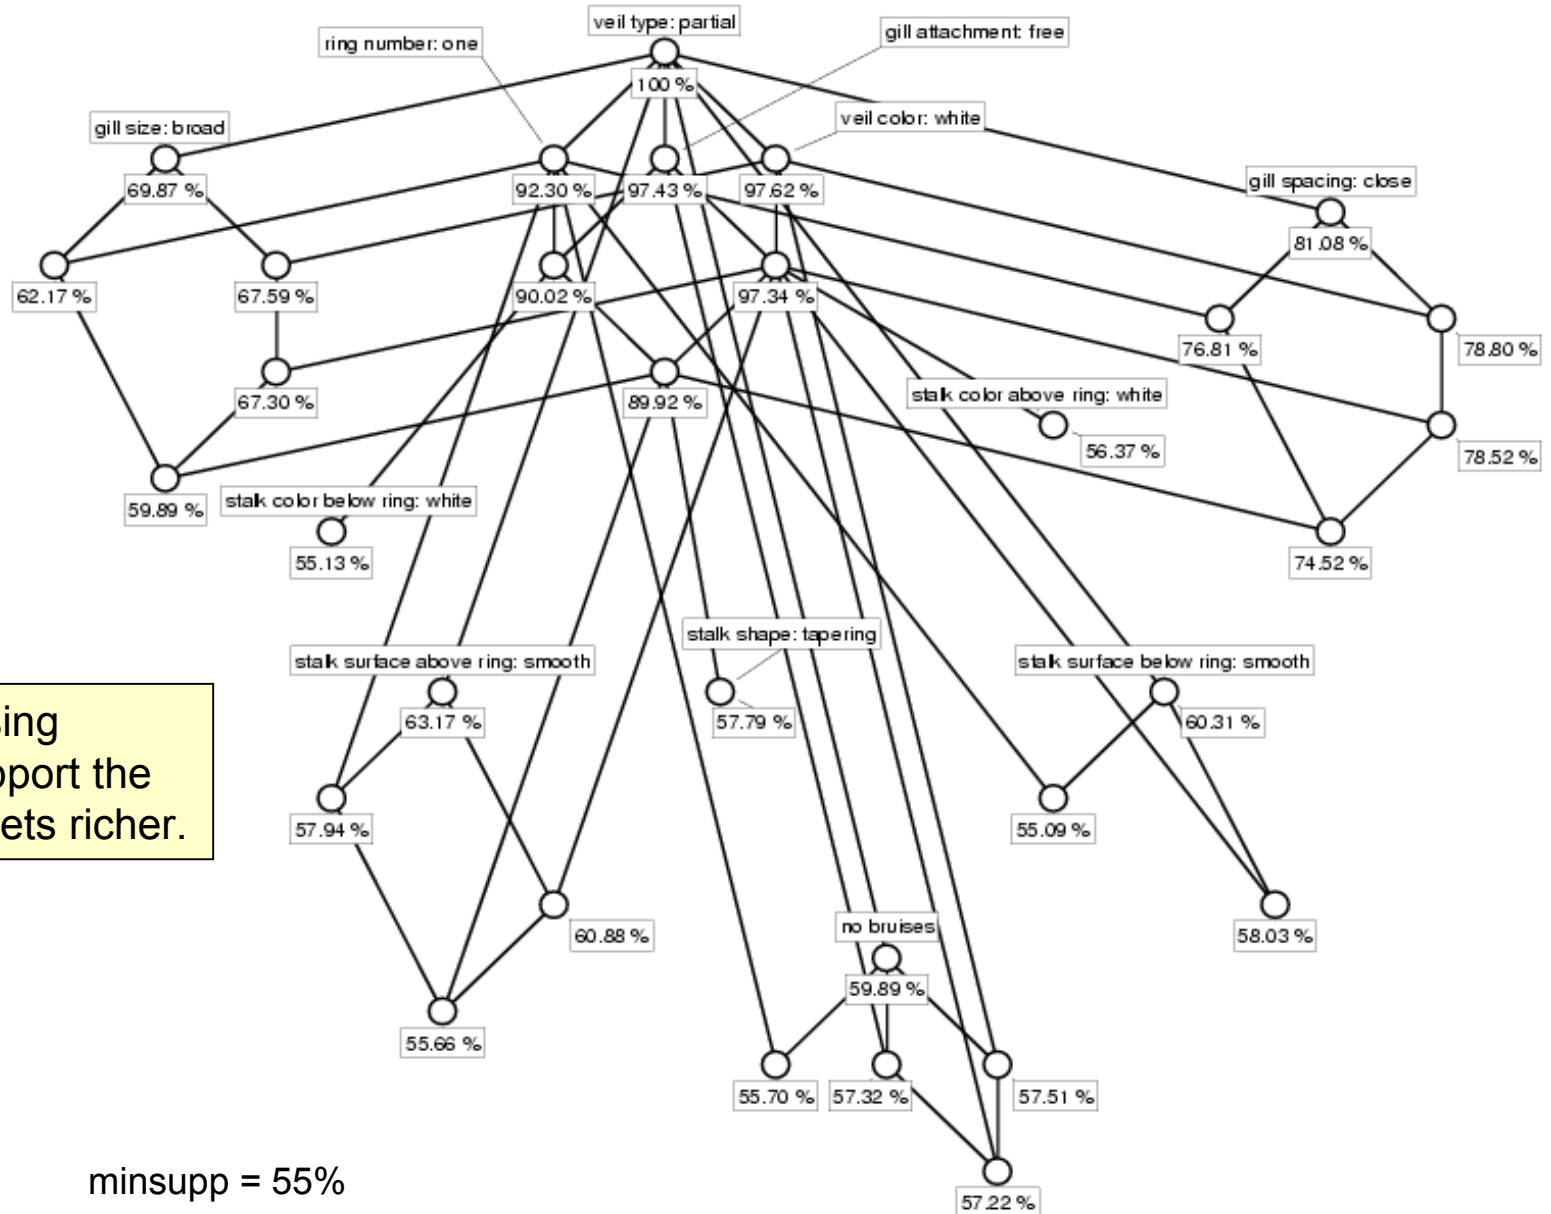 veil type: partial
gill attachment: free
ring number: one
100 %
veil color: white
gill size: broad
gill spacing: close
69.87 %
92.30 %
97.43 %
97.62 %
81.08 %
62.17 %
67.59 %
90.02 %
97.34 %
76.81 %
78.80 %
67.30 %
89.92 %
stalk color above ring: white
56.37 %
78.52 %
59.89 %
stalk color below ring: white
55.13 %
74.52 %
stalk shape: tapering
stalk surface above ring: smooth
stalk surface below ring: smooth
63.17 %
57.79 %
60.31 %
sing
pport the
ets richer.
57.94 %
55.09 %
no bruises
60.88 %
58.03 %
59.89 %
55.66 %
55.70 %
57.32 %
57.51 %
minsupp = 55%
57.22 %